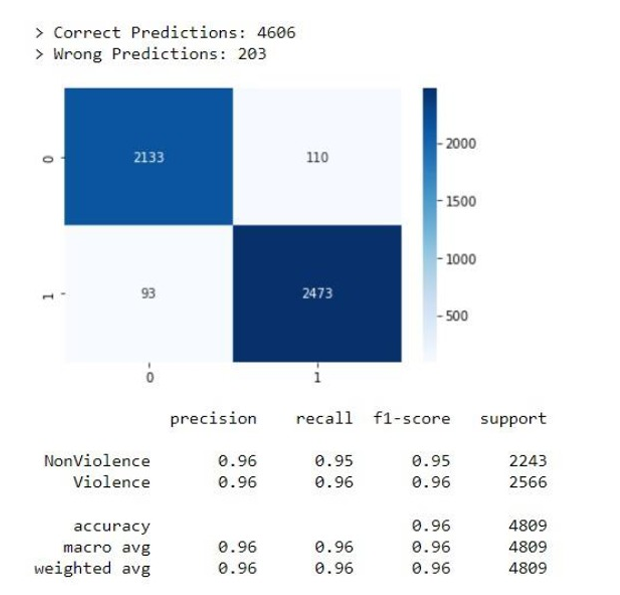 > Correct Predictions: 4606
> Wrong Predictions: 203
2133 110
93 2473
0
1
0 1
2000
1500
1000
500
precision recall f1-score support
NonViolence 0.96 0.95 0.95 2243
Violence 0.96 0.96 0.96 2566
accuracy 0.96 4809
macro avg 0.96 0.96 0.96 4809
weighted avg 0.96 0.96 0.96 4809